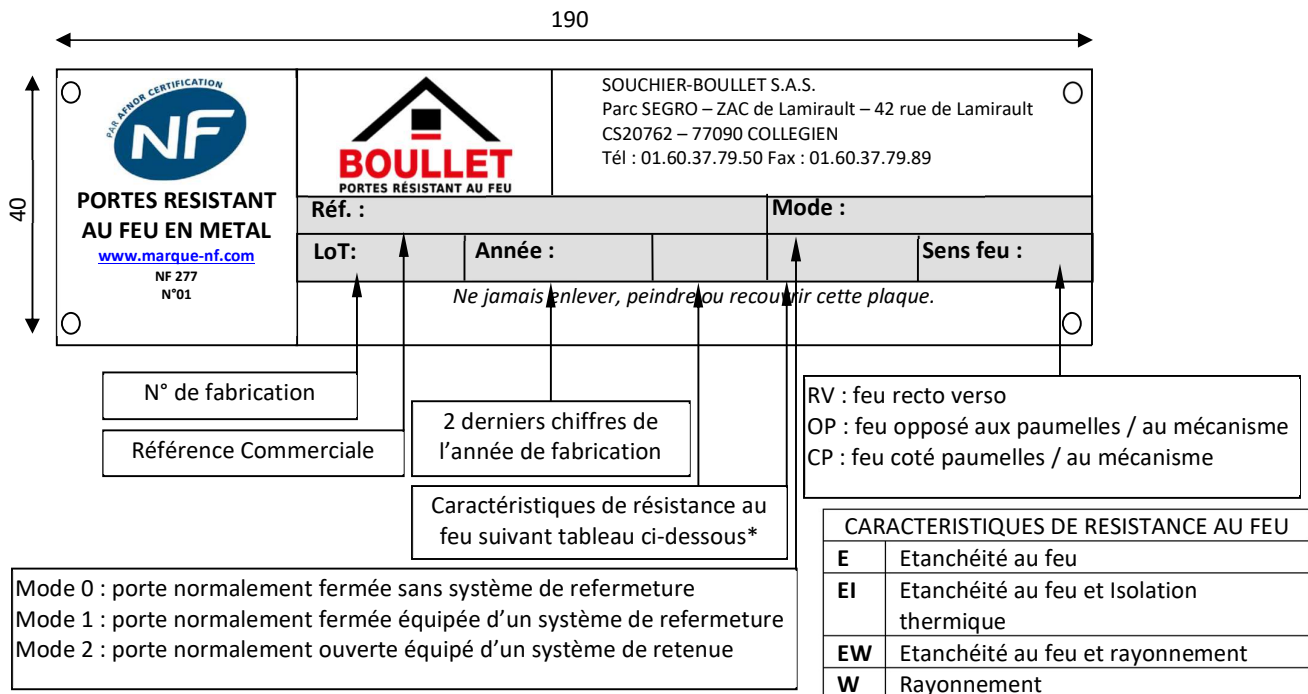 190
40
PAR AFNOR CERTIFICATION
NF
PORTES RESISTANT
AU FEU EN METAL
www.marque-nf.com
NF 277
N°01
BOULLET
PORTES RÉSISTANT AU FEU
SOUCHIER-BOULLET S.A.S.
Parc SEGRO – ZAC de Lamirault – 42 rue de Lamirault
CS20762 – 77090 COLLEGIEN
Tél : 01.60.37.79.50 Fax : 01.60.37.79.89
Réf. : Mode :
LoT: Année : Sens feu :
Ne jamais enlever, peindre ou recouvrir cette plaque.
N° de fabrication
Référence Commerciale
2 derniers chiffres de
l’année de fabrication
Caractéristiques de résistance au
feu suivant tableau ci-dessous*
RV : feu recto verso
OP : feu opposé aux paumelles / au mécanisme
CP : feu coté paumelles / au mécanisme
Mode 0 : porte normalement fermée sans système de refermeture
Mode 1 : porte normalement fermée équipée d’un système de refermeture
Mode 2 : porte normalement ouverte équipé d’un système de retenue
CARACTERISTIQUES DE RESISTANCE AU FEU
E Etanchéité au feu
EI Etanchéité au feu et Isolation
thermique
EW Etanchéité au feu et rayonnement
W Rayonnement